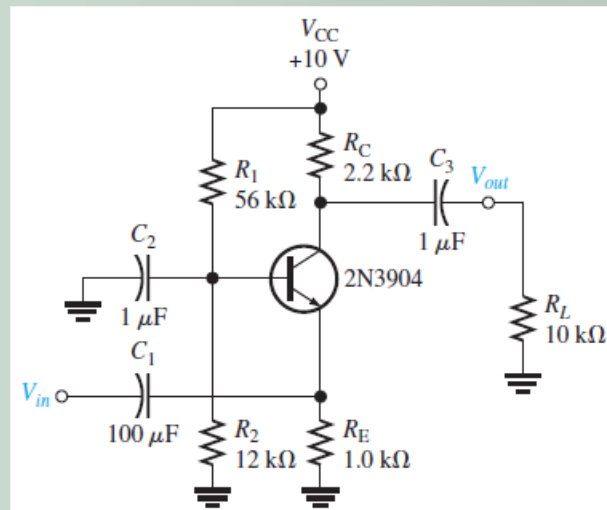 V_CC
+10 V
R_C
2.2 kΩ
C_3
V_out
R_1
56 kΩ
1 μF
C_2
2N3904
1 μF
R_L
10 kΩ
C_1
V_in
100 μF
R_2
12 kΩ
R_E
1.0 kΩ